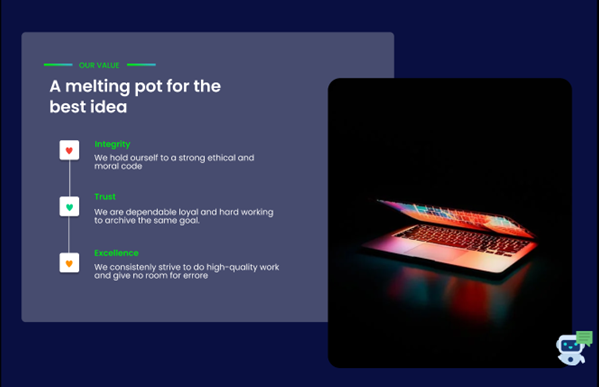 OUR VALUE
A melting pot for the
best idea
Integrity
We hold ourself to a strong ethical and
moral code
Trust
We are dependable loyal and hard working
to archive the same goal.
Excellence
We consistenly strive to do high-quality work
and give no room for errore